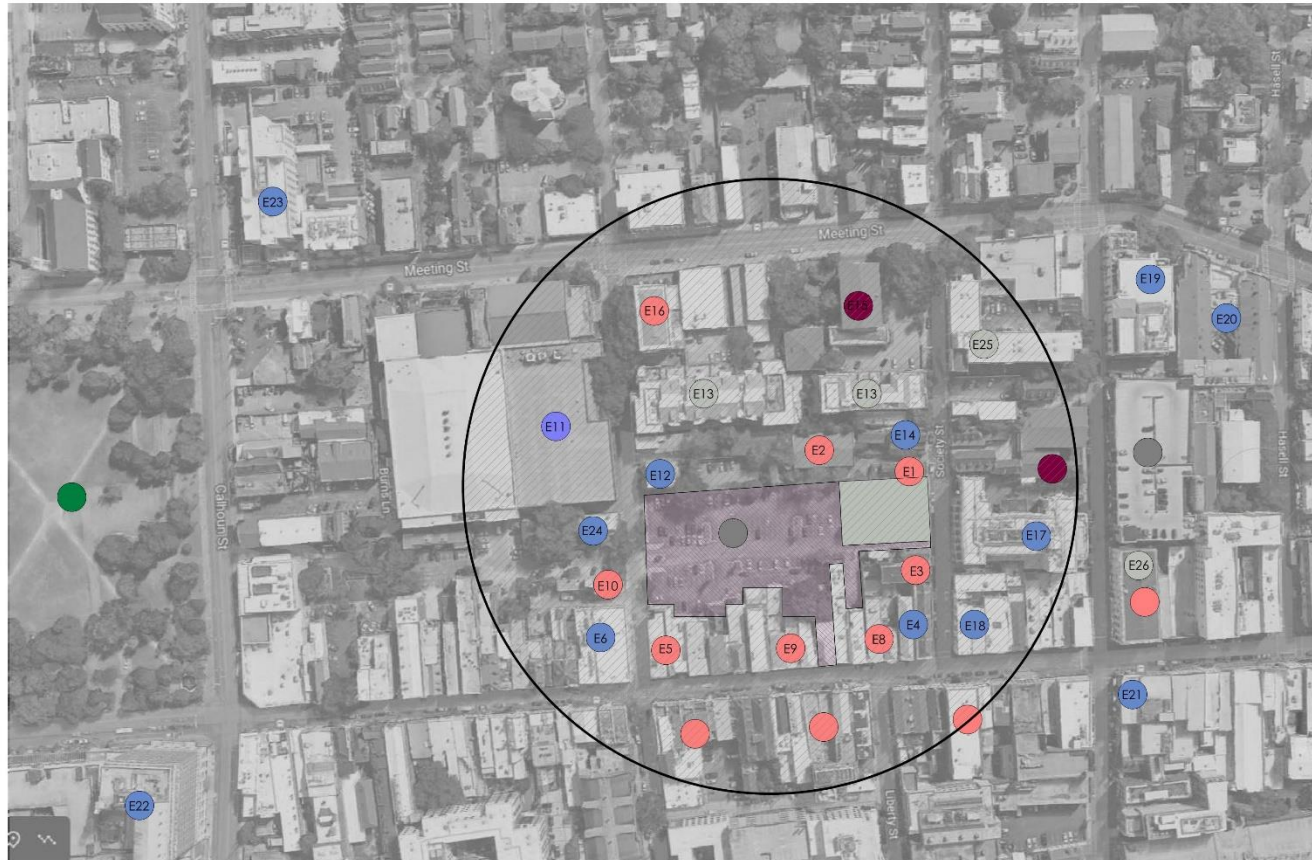 Hasell St
E23
Meeting St
Meeting St
E19
E20
E16
E15
E25
E13
E13
E11
E14
Society St
E2
E1
E12
Burns Ln
Calhoun St
Hasell St
E24
E17
E3
E26
E10
E6
E4
E18
E5
E9
E8
E21
E22
Liberty St